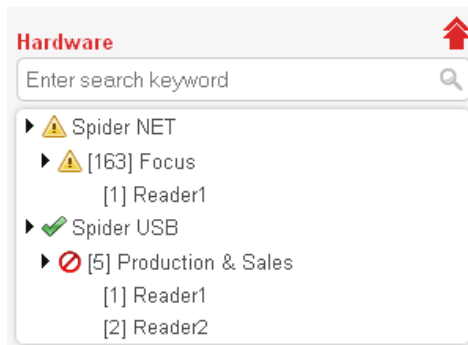 Hardware
Enter search keyword
Spider NET
[163] Focus
[1] Reader1
Spider USB
[5] Production & Sales
[1] Reader1
[2] Reader2